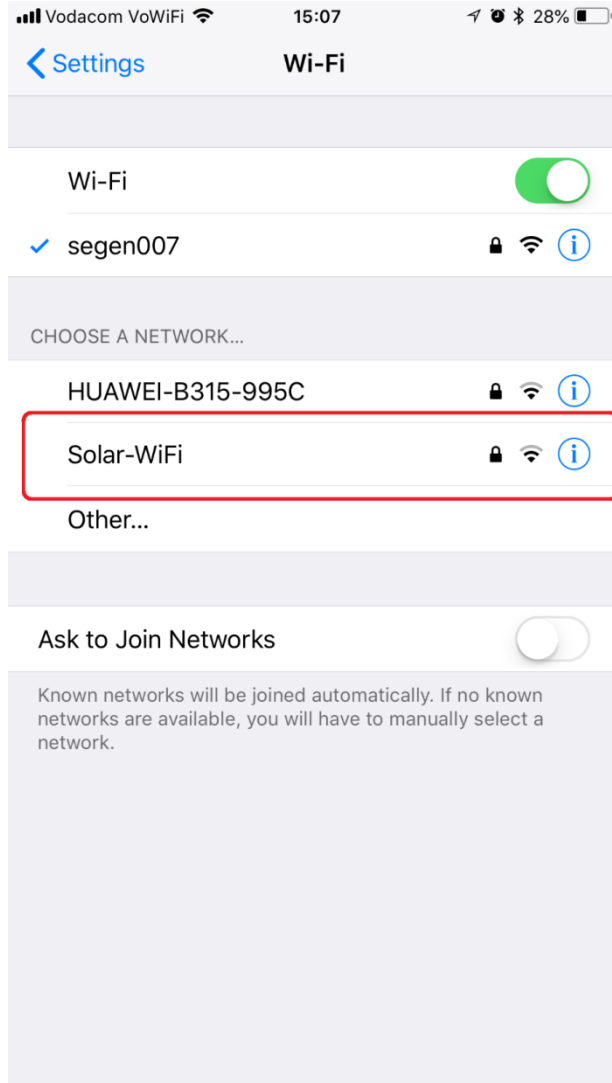 Vodacom VoWiFi 15:07 28%
Settings Wi-Fi
Wi-Fi
segen007
CHOOSE A NETWORK...
HUAWEI-B315-995C
Solar-WiFi
Other...
Ask to Join Networks
Known networks will be joined automatically. If no known
networks are available, you will have to manually select a
network.